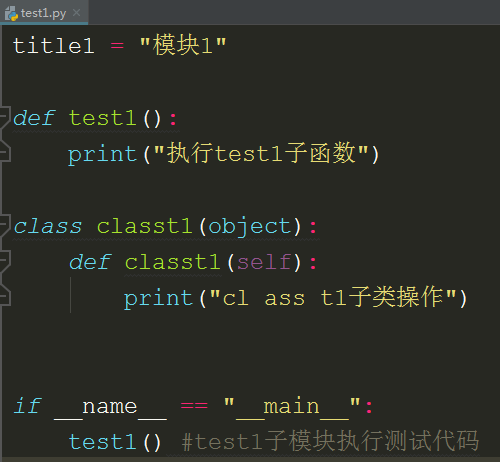 test1.py
title1 = "模块1"
def test1():
print("执行test1子函数")
class classt1(object):
def classt1(self):
print("cl ass t1子类操作")
if __name__ == "__main__":
test1() #test1子模块执行测试代码